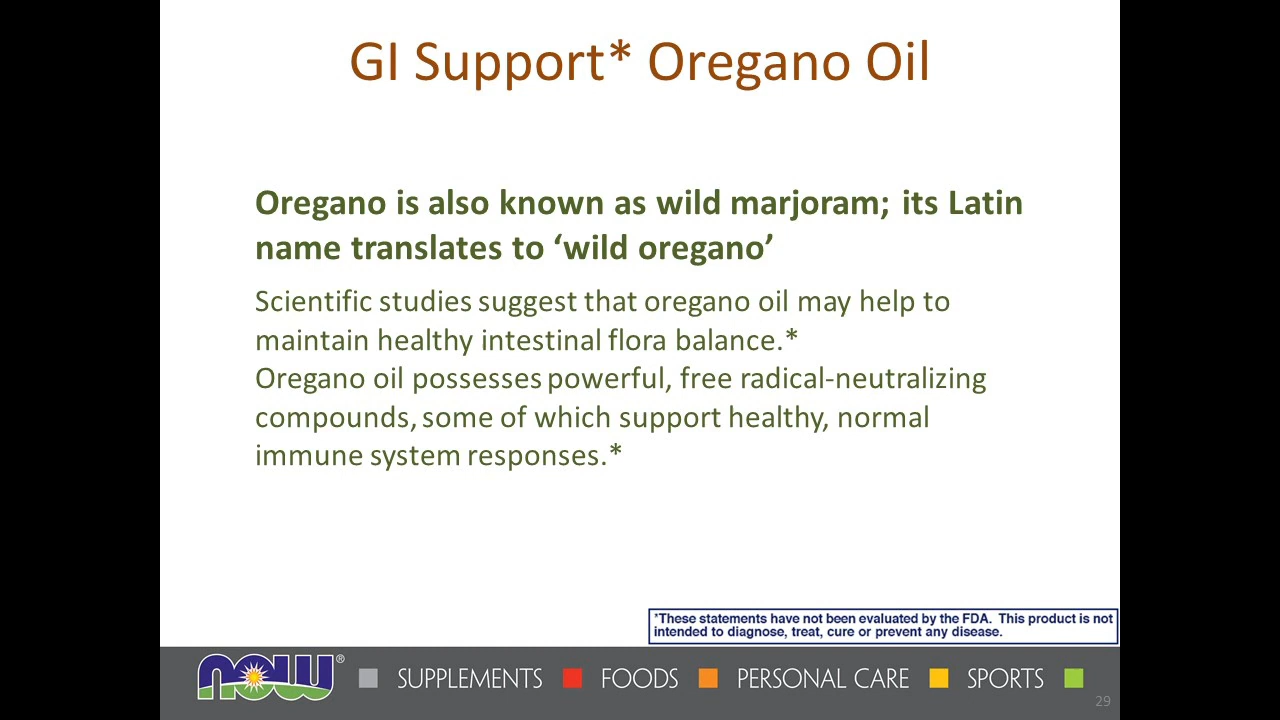 GI Support* Oregano Oil
Oregano is also known as wild marjoram; its Latin
name translates to ‘wild oregano’
Scientific studies suggest that oregano oil may help to
maintain healthy intestinal flora balance.*
Oregano oil possesses powerful, free radical-neutralizing
compounds, some of which support healthy, normal
immune system responses.*
*These statements have not been evaluated by the FDA. This product is not
intended to diagnose, treat, cure or prevent any disease.
NOW® SUPPLEMENTS FOODS PERSONAL CARE SPORTS
29